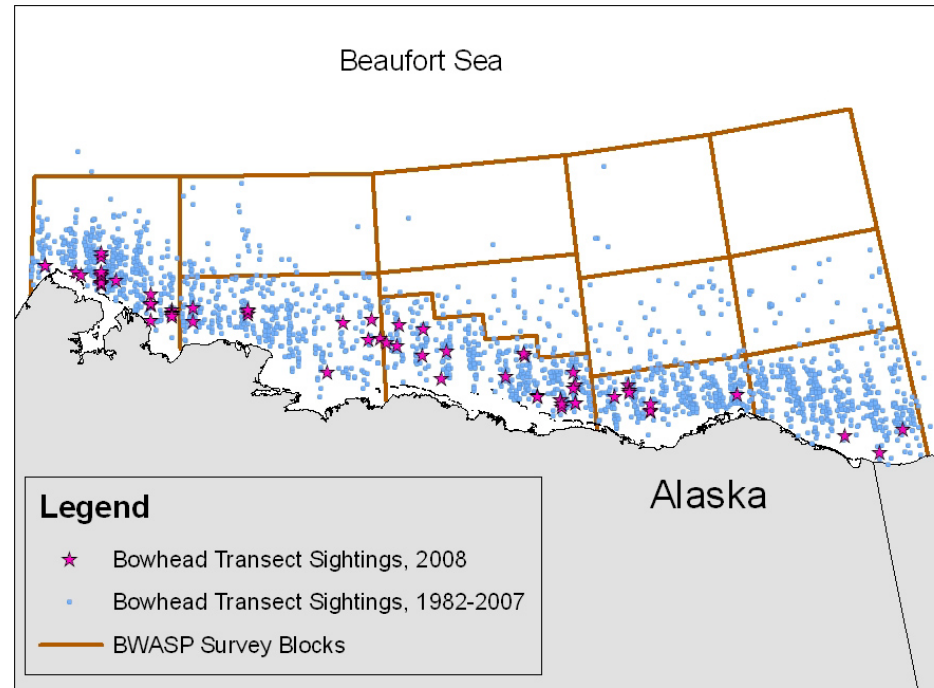 Beaufort Sea
Alaska
Legend
Bowhead Transect Sightings, 2008
Bowhead Transect Sightings, 1982-2007
BWASP Survey Blocks